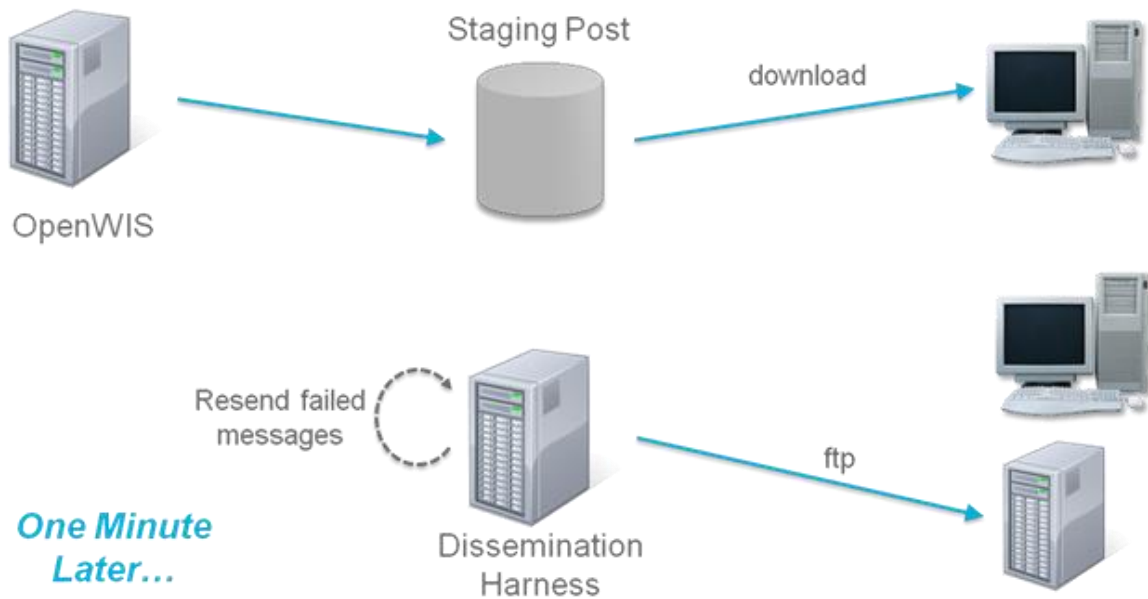 Staging Post
download
OpenWIS
Resend failed
messages
ftp
One Minute
Later…
Dissemination
Harness